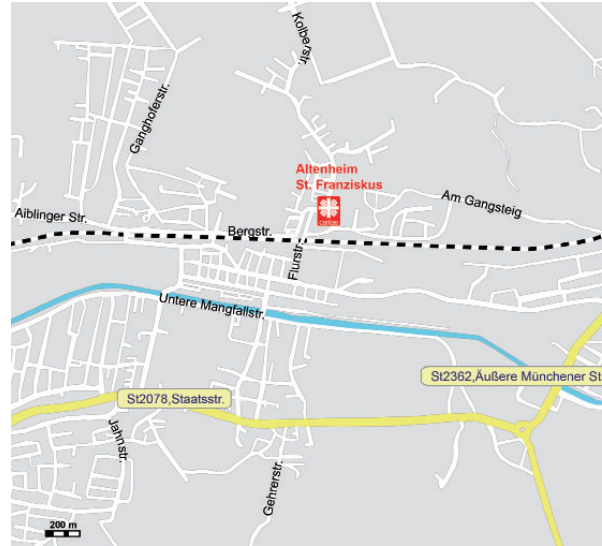 Kolberstr.
Ganghoferstr.
Altenheim
St. Franziskus
Aiblinger Str.
Am Gangsteig
Bergstr.
Flurstr.
Untere Mangfallstr.
St2362,Äußere Münchener St
St2078,Staatsstr.
Jahnstr.
Gehrerstr.
200 m